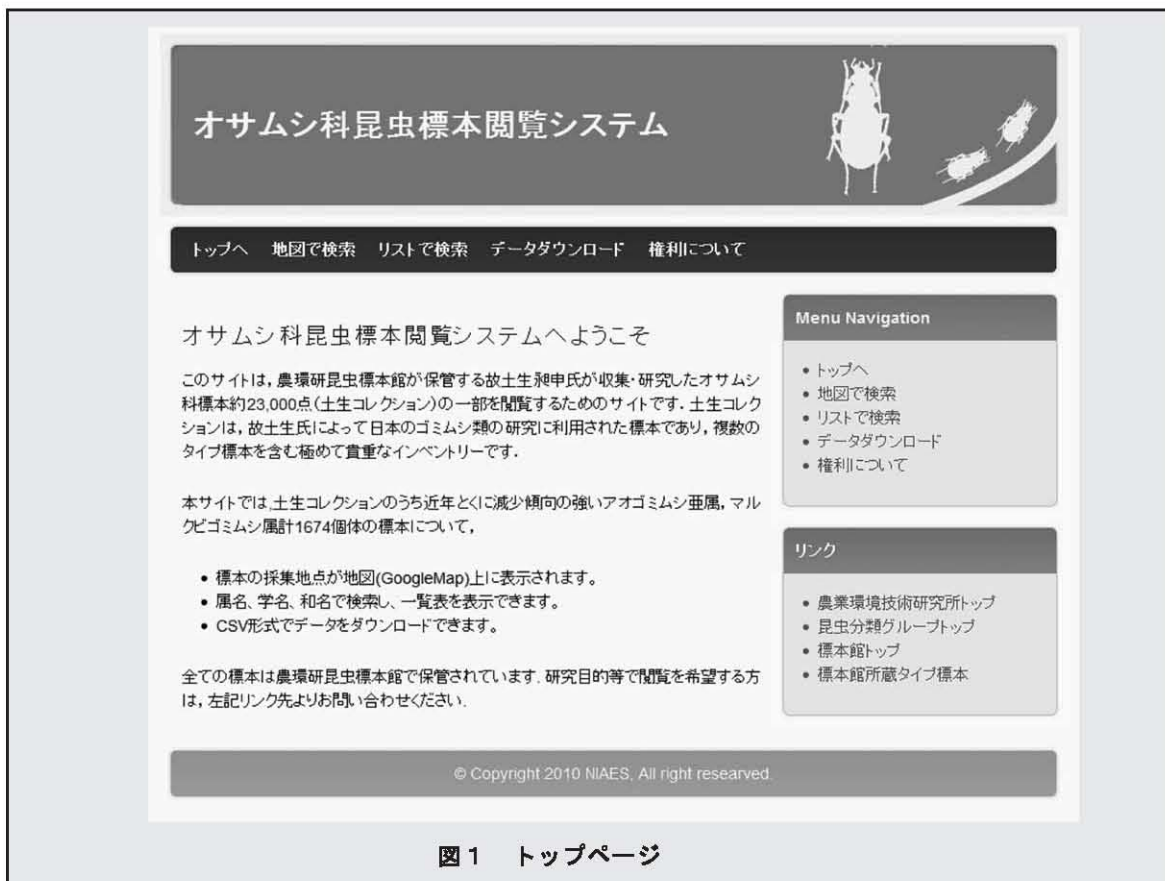 オサムシ科昆虫標本閲覧システム
トップへ 地図で検索 リストで検索 データダウンロード 権利について
オサムシ科昆虫標本閲覧システムへようこそ
このサイトは，農環研昆虫標本館が保管する故土生昶申氏が収集・研究したオサムシ
科標本約23,000点（土生コレクション）の一部を閲覧するためのサイトです．土生コレク
ションは，故土生氏によって日本のゴミムシ類の研究に利用された標本であり，複数の
タイプ標本を含む極めて貴重なインベントリーです．
本サイトでは,土生コレクションのうち近年とくに減少傾向の強いアオゴミムシ亜属，マル
クビゴミムシ属計1674個体の標本について，
• 標本の採集地点が地図(GoogleMap)上に表示されます。
• 属名、学名、和名で検索し、一覧表を表示できます。
• CSV形式でデータをダウンロードできます。
全ての標本は農環研昆虫標本館で保管されています. 研究目的等で閲覧を希望する方
は，左記リンク先よりお問い合わせください.
Menu Navigation
• トップへ
• 地図で検索
• リストで検索
• データダウンロード
• 権利について
リンク
• 農業環境技術研究所トップ
• 昆虫分類グループトップ
• 標本館トップ
• 標本館所蔵タイプ標本
© Copyright 2010 NIAES, All right researved.
図１ トップページ